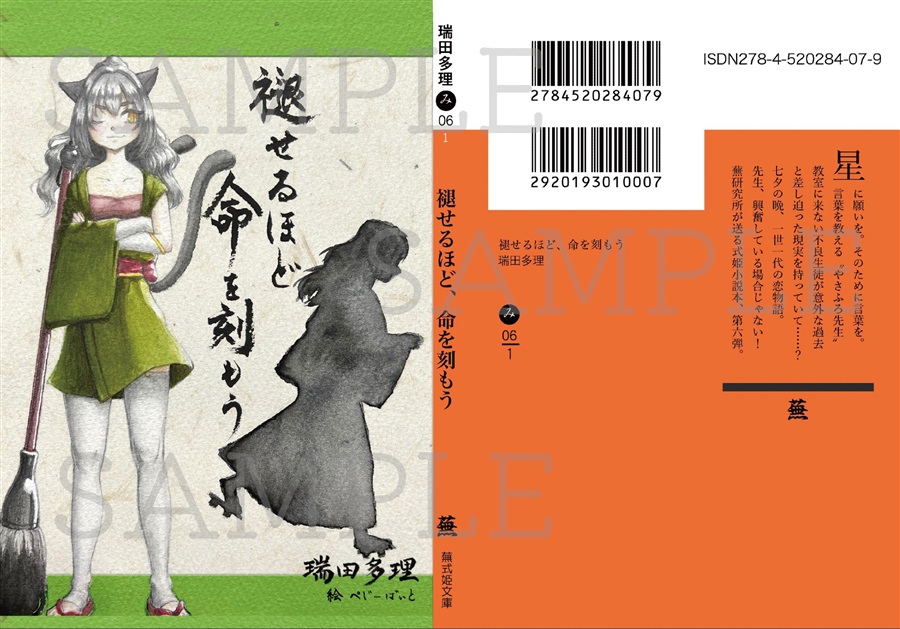 SAMPLE
褪せるほど
命を刻もう
瑞田多理
絵 べじーばいと
SAMPLE
瑞田多理
み
06
1
褪せるほど、命を刻もう
蕪
蕪式姫文庫
2784520284079
2920193010007
ISDN278-4-520284-07-9
SAMPLE
褪せるほど、命を刻もう
瑞田多理
み
06
1
星に願いを。そのために言葉を。
言葉を教える〝やさふる先生〟
教室に来ない不良生徒が意外な過去
と差し迫った現実を持っていて……？
七夕の晩、一世一代の恋物語。
先生、興奮している場合じゃない！
蕪研究所が送る式姫小説本、第六弾。
蕪